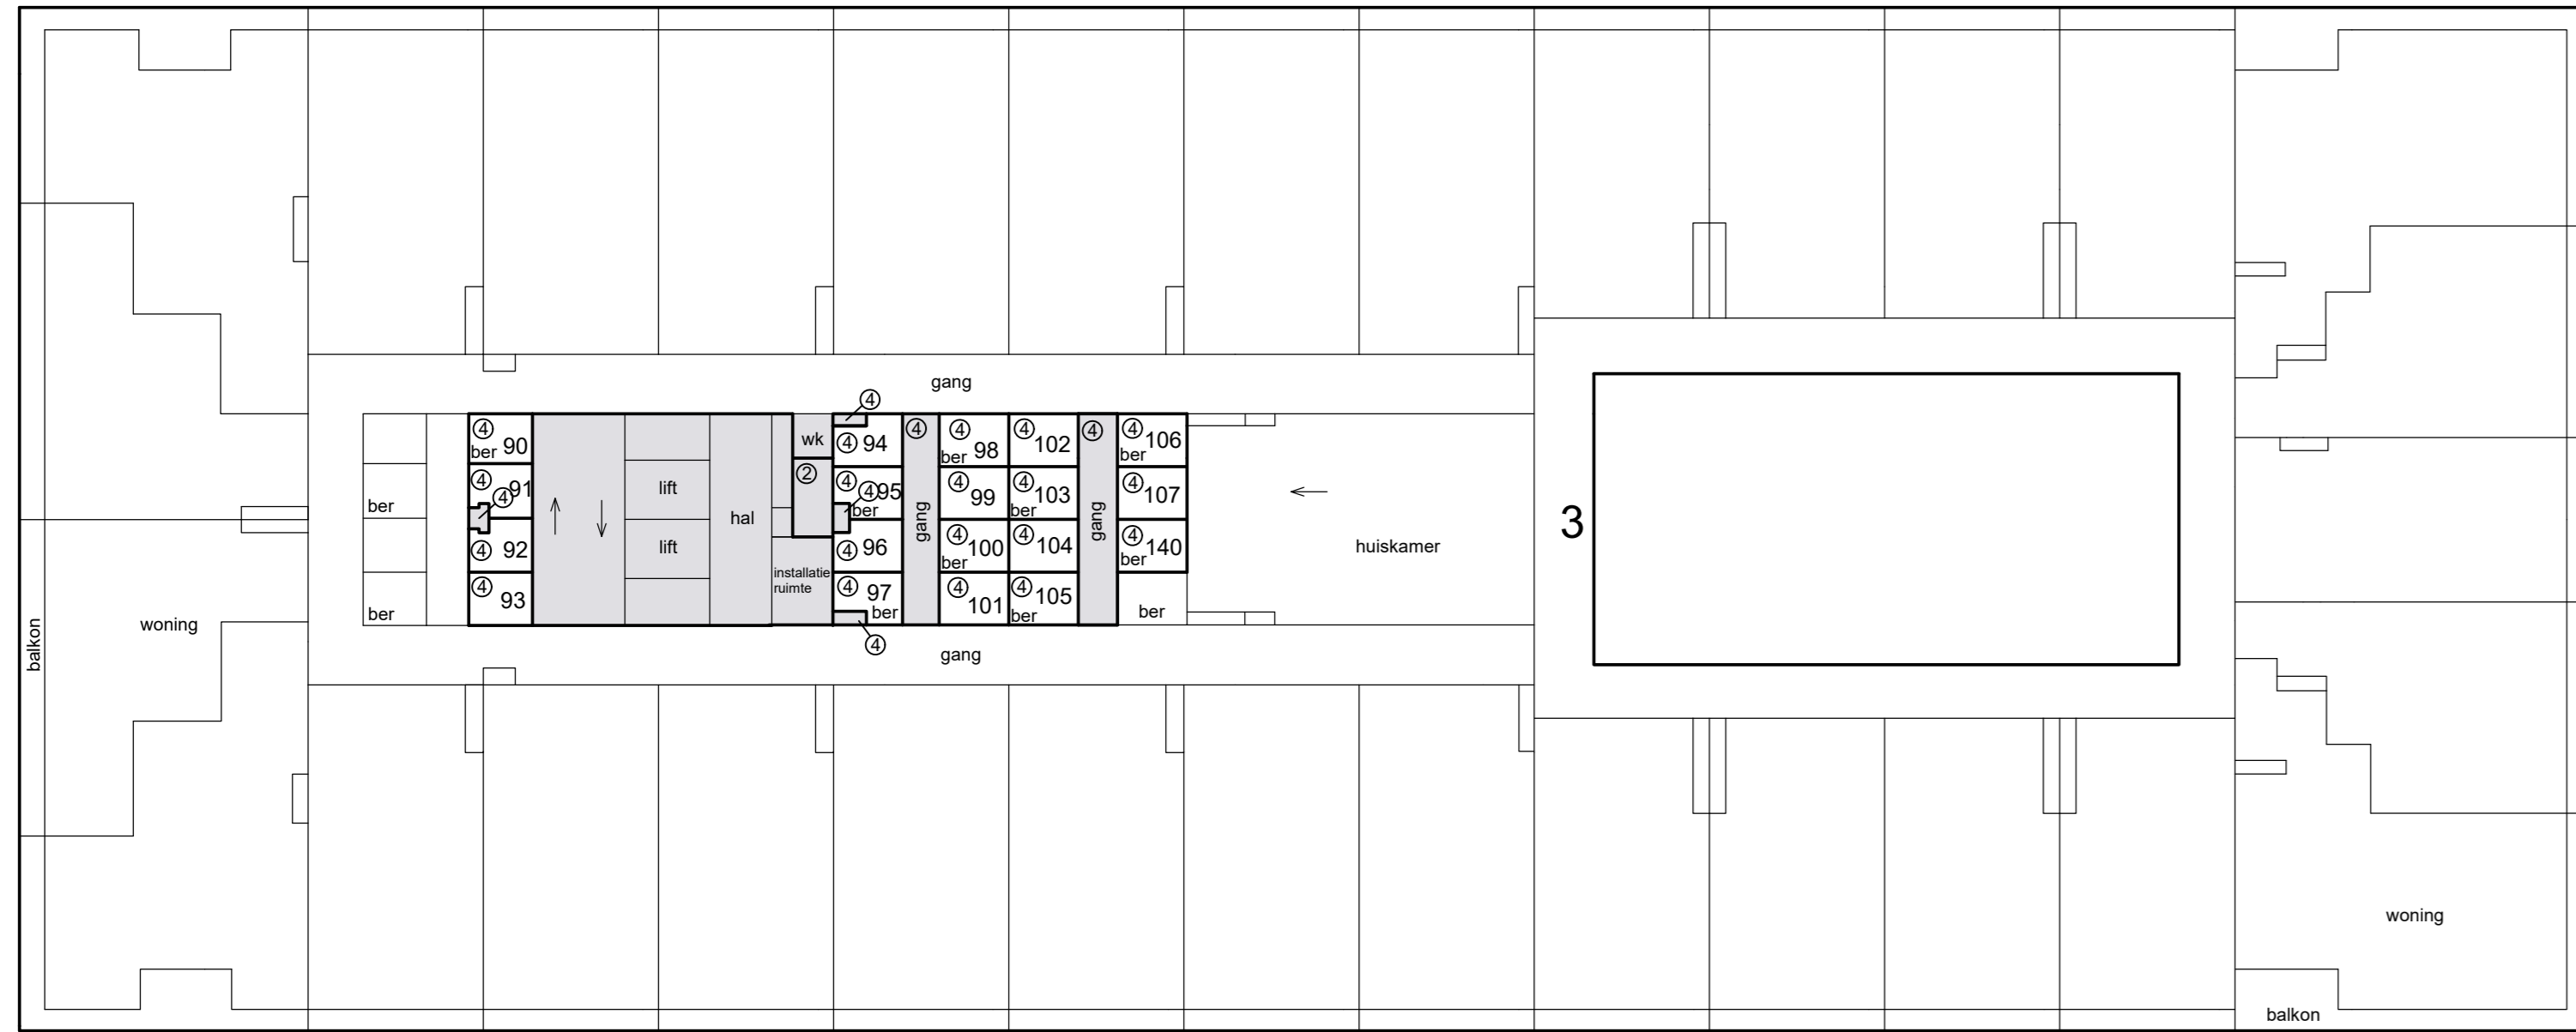 gang
④
④ ber 90
④ 91
④
④ 92
④ 93
ber
ber
lift
lift
hal
wk
②
installatie
ruimte
④ 94
④ 95
④
ber
④ 96
④ 97
ber
④
④
gang
④ ber 98
④ 99
④ ber 100
④ 101
④ 102
④ ber 103
④ 104
④ ber 105
④
gang
④ ber 106
④ 107
④ ber 140
ber
huiskamer
3
gang
balkon
woning
woning
balkon